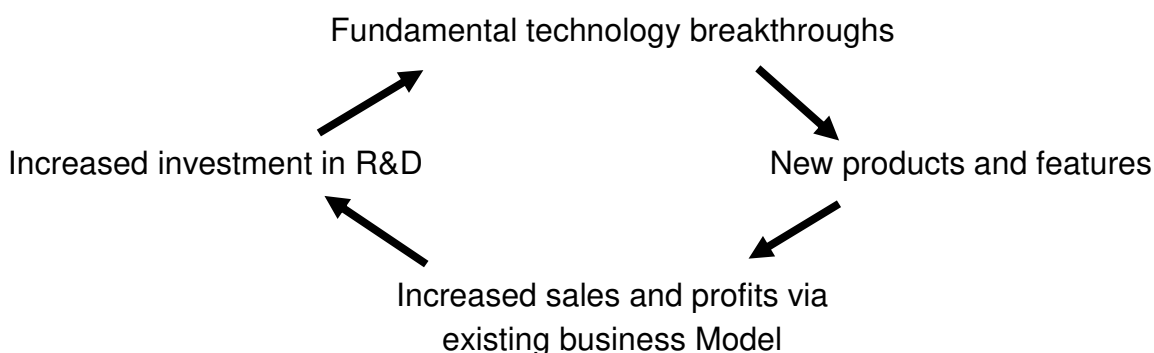 Fundamental technology breakthroughs
Increased investment in R&D
New products and features
Increased sales and profits via
existing business Model